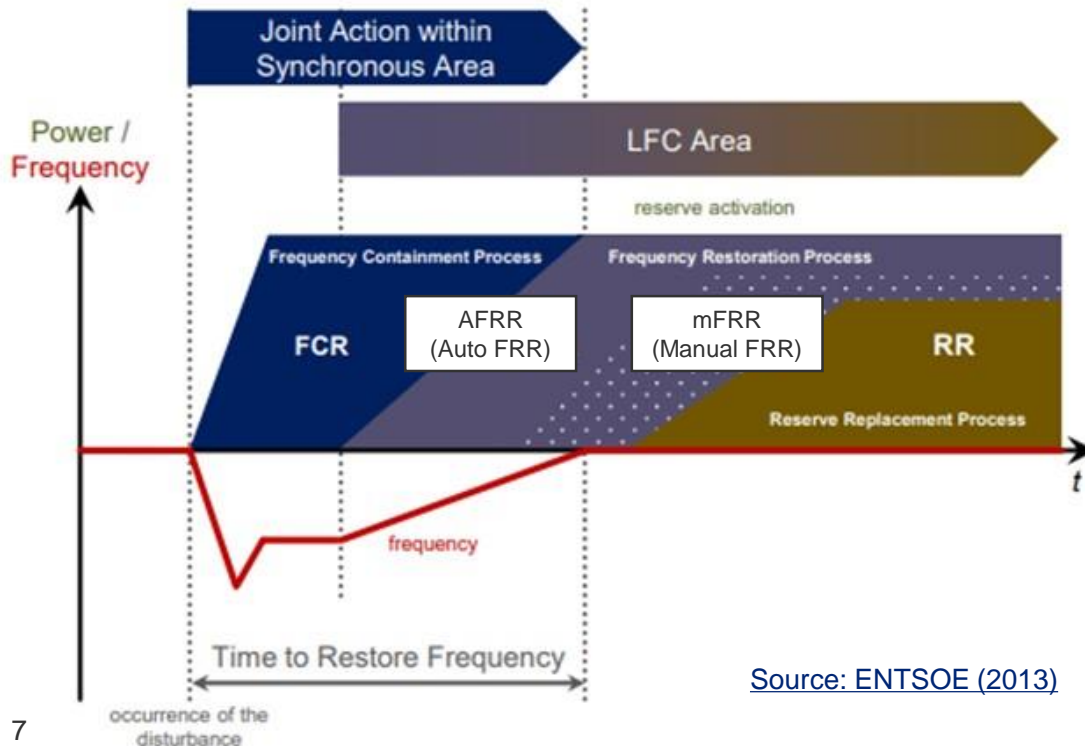 Joint Action within
Synchronous Area
LFC Area
Power /
Frequency
reserve activation
Frequency Containment Process
Frequency Restoration Process
FCR
AFRR
(Auto FRR)
mFRR
(Manual FRR)
RR
Reserve Replacement Process
t
frequency
Time to Restore Frequency
Source: ENTSOE (2013)
occurrence of the
disturbance
7